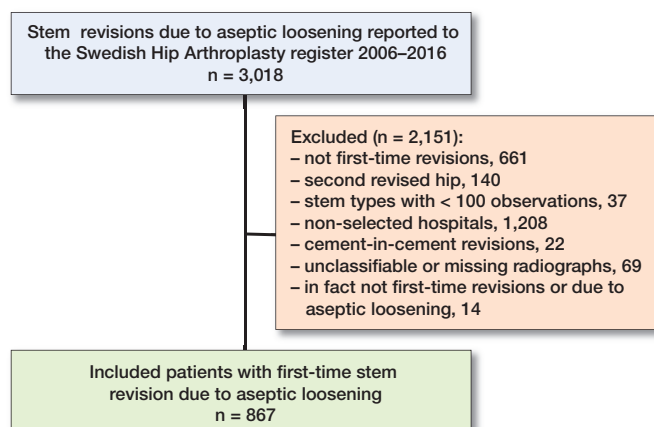 Stem revisions due to aseptic loosening reported to
the Swedish Hip Arthroplasty register 2006–2016
n = 3,018
Excluded (n = 2,151):
– not first-time revisions, 661
– second revised hip, 140
– stem types with < 100 observations, 37
– non-selected hospitals, 1,208
– cement-in-cement revisions, 22
– unclassifiable or missing radiographs, 69
– in fact not first-time revisions or due to
aseptic loosening, 14
Included patients with first-time stem
revision due to aseptic loosening
n = 867